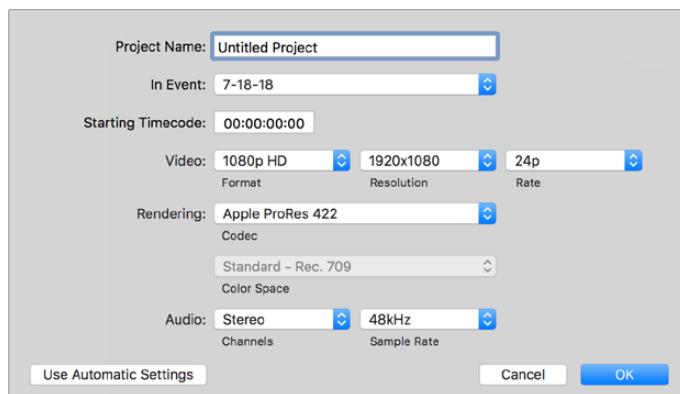 Project Name: Untitled Project
In Event: 7-18-18
Starting Timecode: 00:00:00:00
Video: 1080p HD 1920x1080 24p
Format Resolution Rate
Rendering: Apple ProRes 422
Codec
Standard - Rec. 709
Color Space
Audio: Stereo 48kHz
Channels Sample Rate
Use Automatic Settings Cancel OK